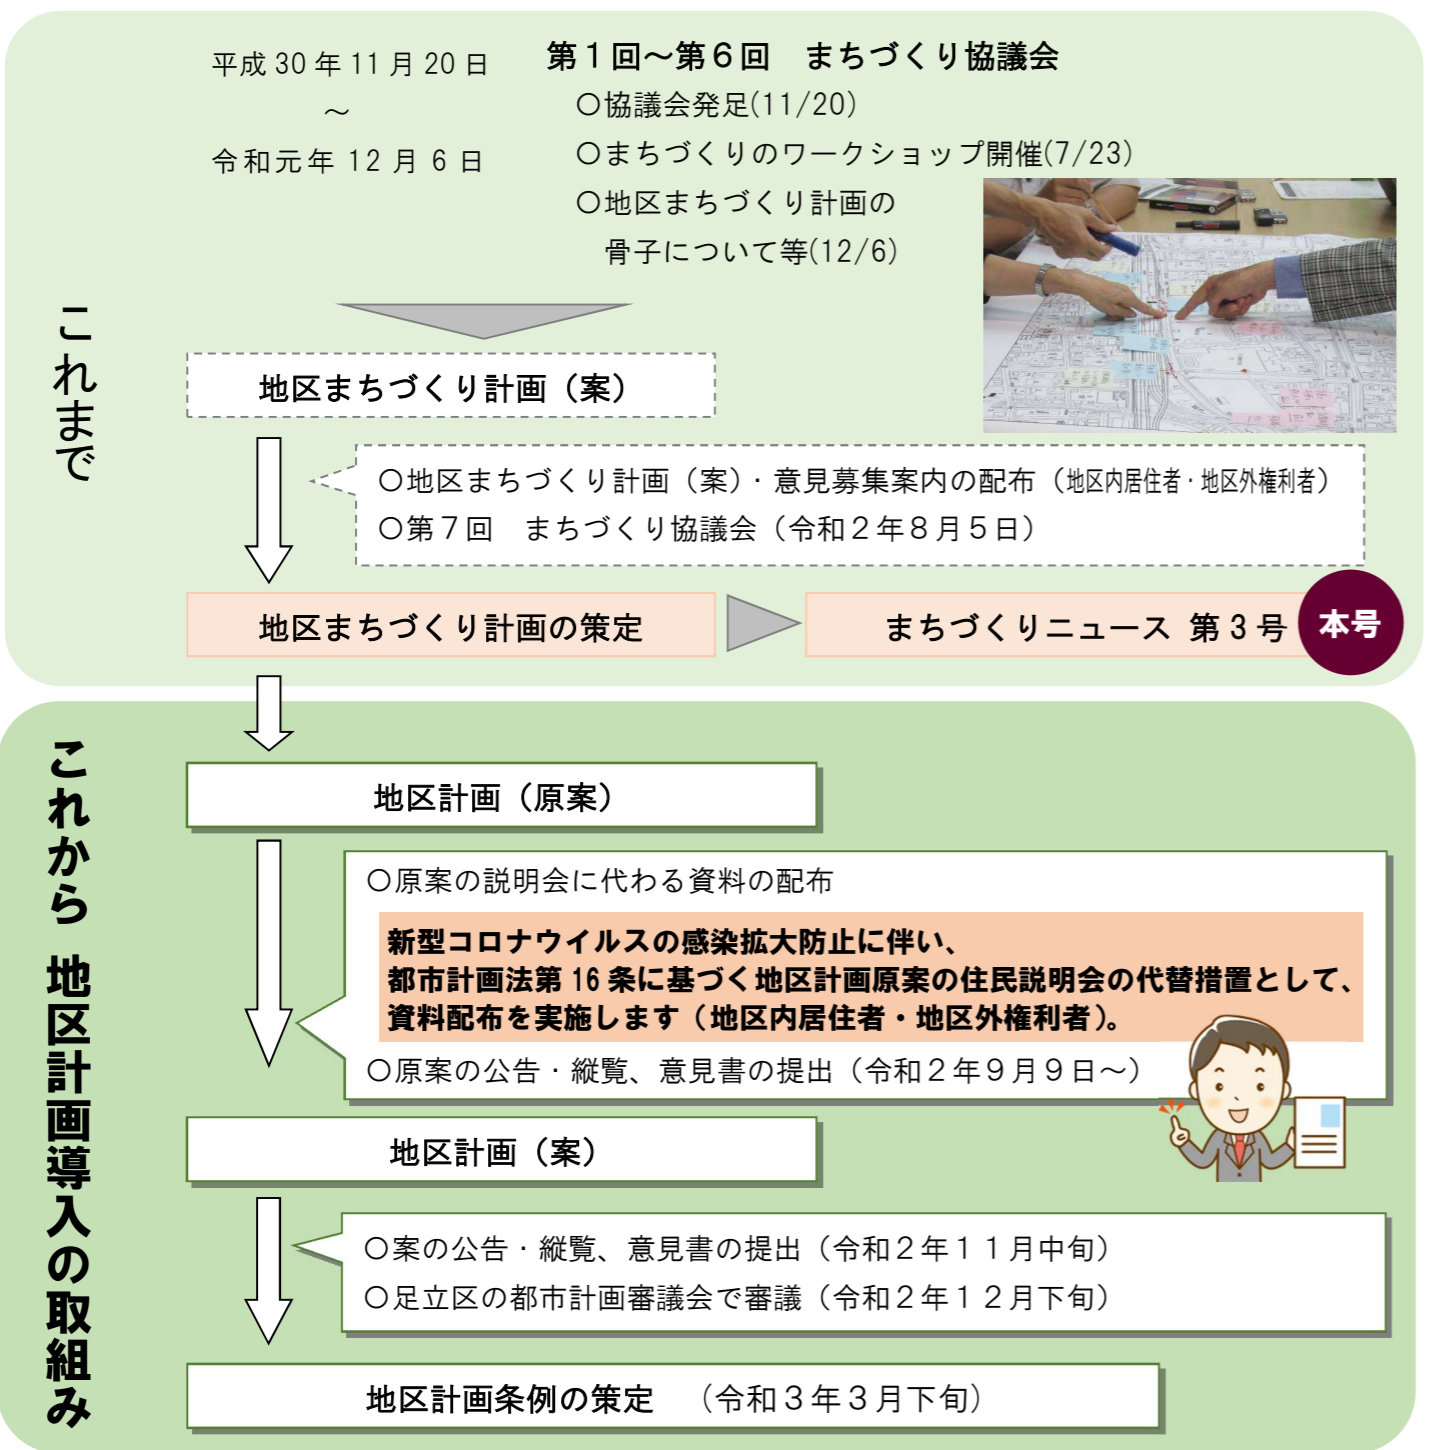 平成30年11月20日
～
令和元年 12月6日
第１回～第６回　まちづくり協議会
〇協議会発足(11/20)
〇まちづくりのワークショップ開催(7/23)
〇地区まちづくり計画の
骨子について等(12/6)
これまで
地区まちづくり計画（案）
〇地区まちづくり計画（案）・意見募集案内の配布（地区内居住者・地区外権利者）
〇第７回　まちづくり協議会（令和２年８月５日）
地区まちづくり計画の策定
まちづくりニュース 第３号
本号
これから 地区計画導入の取組み
地区計画（原案）
〇原案の説明会に代わる資料の配布
新型コロナウイルスの感染拡大防止に伴い、
都市計画法第16条に基づく地区計画原案の住民説明会の代替措置として、
資料配布を実施します（地区内居住者・地区外権利者）。
〇原案の公告・縦覧、意見書の提出（令和２年９月９日～）
地区計画（案）
〇案の公告・縦覧、意見書の提出（令和２年１１月中旬）
〇足立区の都市計画審議会で審議（令和２年１２月下旬）
地区計画条例の策定　（令和３年３月下旬）